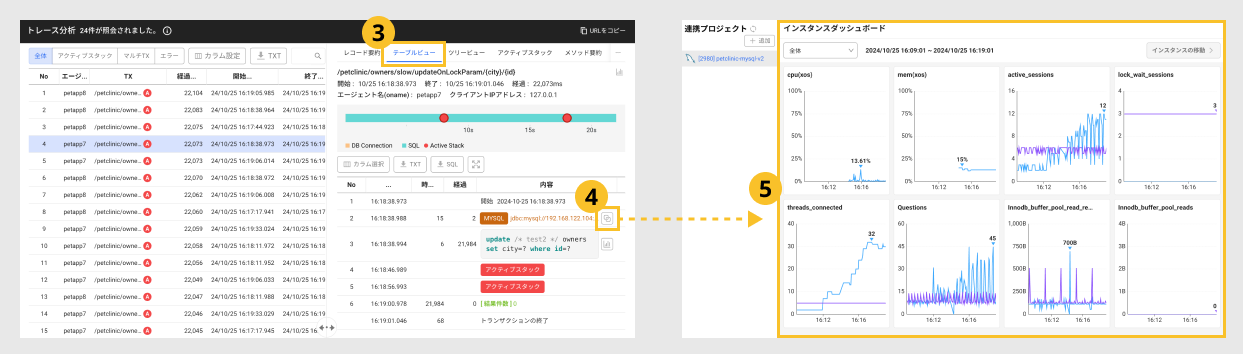 トレース分析 24件が照会されました。
URLをコピー
全体 アクティブスタック マルチTX エラー カラム設定 TXT
No エージ... TX 経過... 開始... 終了...
1 petapp8 /petclinic/owne... A 22,104 24/10/25 16:19:05.985 24/10/25 16:19
2 petapp8 /petclinic/owne... A 22,083 24/10/25 16:18:38.964 24/10/25 16:19
3 petapp8 /petclinic/owne... A 22,075 24/10/25 16:17:44.923 24/10/25 16:18
4 petapp7 /petclinic/owne... A 22,073 24/10/25 16:18:38.973 24/10/25 16:19
5 petapp7 /petclinic/owne... A 22,073 24/10/25 16:19:06.014 24/10/25 16:19
6 petapp7 /petclinic/owne... A 22,070 24/10/25 16:18:38.972 24/10/25 16:19
7 petapp8 /petclinic/owne... A 22,062 24/10/25 16:19:06.008 24/10/25 16:19
8 petapp8 /petclinic/owne... A 22,060 24/10/25 16:17:17.941 24/10/25 16:17
9 petapp7 /petclinic/owne... A 22,059 24/10/25 16:19:33.024 24/10/25 16:19
10 petapp7 /petclinic/owne... A 22,058 24/10/25 16:18:11.972 24/10/25 16:18
11 petapp7 /petclinic/owne... A 22,056 24/10/25 16:18:11.952 24/10/25 16:18
12 petapp7 /petclinic/owne... A 22,049 24/10/25 16:19:06.033 24/10/25 16:19
13 petapp8 /petclinic/owne... A 22,047 24/10/25 16:18:11.988 24/10/25 16:18
14 petapp7 /petclinic/owne... A 22,046 24/10/25 16:19:33.029 24/10/25 16:19
15 petapp7 /petclinic/owne... A 22,045 24/10/25 16:17:17.945 24/10/25 16:
3
レコード要約 テーブルビュー ツリービュー アクティブスタック メソッド要約 ...
/petclinic/owners/slow/updateOnLockParam/{city}/{id}
開始 : 10/25 16:18:38.973 終了 : 10/25 16:19:01.046 経過 : 22,073ms
エージェント名(oname) : petapp7 クライアントIPアドレス : 127.0.0.1
10s 15s 20s
DB Connection SQL Active Stack
カラム選択 TXT SQL
No ... 時... 経過 内容
1 16:18:38.973 開始 2024-10-25 16:18:38.973
4
2 16:18:38.988 15 2 MYSQL jdbc:mysql://192.168.122.104:
3 16:18:38.994 6 21,984 update /* test2 */ owners
set city=? where id=?
4 16:18:46.989 アクティブスタック
5 16:18:56.993 アクティブスタック
6 16:19:00.978 21,984 0 [ 結果件数 ] 0
16:19:01.046 68 トランザクションの終了
連携プロジェクト
+ 追加
[2980] petclinic-mysql-v2
5
インスタンスダッシュボード
全体 2024/10/25 16:09:01 ~ 2024/10/25 16:19:01 インスタンスの移動
cpu(xos)
100%
75%
50%
25%
0%
13.61%
16:12 16:16
mem(xos)
100%
75%
50%
25%
0%
15%
16:12 16:16
active_sessions
16
12
8
4
0
12
16:12 16:16
lock_wait_sessions
4
3
2
1
0
3
16:12 16:16
threads_connected
40
30
20
10
0
32
16:12 16:16
Questions
60
45
30
15
0
45
16:12 16:16
Innodb_buffer_pool_read_re...
1,000B
750B
500B
250B
0
700B
16:12 16:16
Innodb_buffer_pool_reads
4B
3B
2B
1B
0
0
16:12 16:16